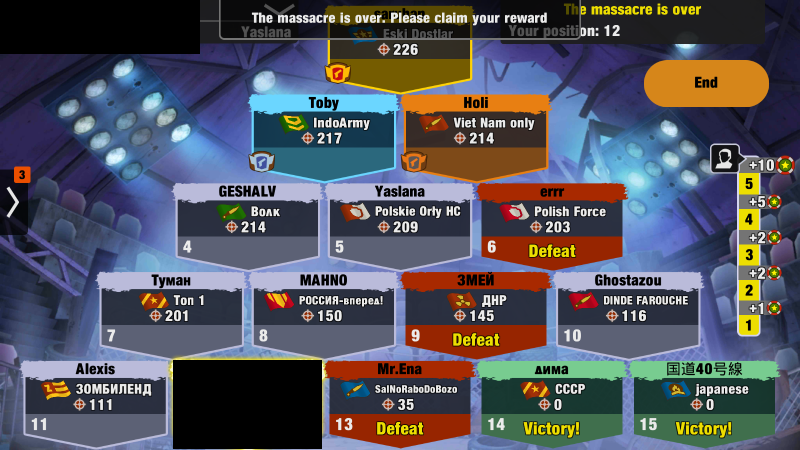 The massacre is over. Please claim your reward
The massacre is over
Yaslana
Eski Dostlar
Your position: 12
226
End
Toby
IndoArmy
217
Holi
Viet Nam only
214
3
+10
5
+5
4
+2
3
+2
2
+1
1
GESHALV
Волк
214
4
Yaslana
Polskie Orly HC
209
5
errr
Polish Force
203
6
Defeat
Туман
Топ 1
201
7
МАНNО
РОССИЯ-вперед!
150
8
ЗМЕЙ
ДНР
145
9
Defeat
Ghostazou
DINDE FAROUCHE
116
10
Alexis
ЗОМБИЛЕНД
111
11
Mr.Ena
SalNoRaboDoBozo
35
13
Defeat
дима
СССР
0
14
Victory!
国道40号線
japanese
0
15
Victory!